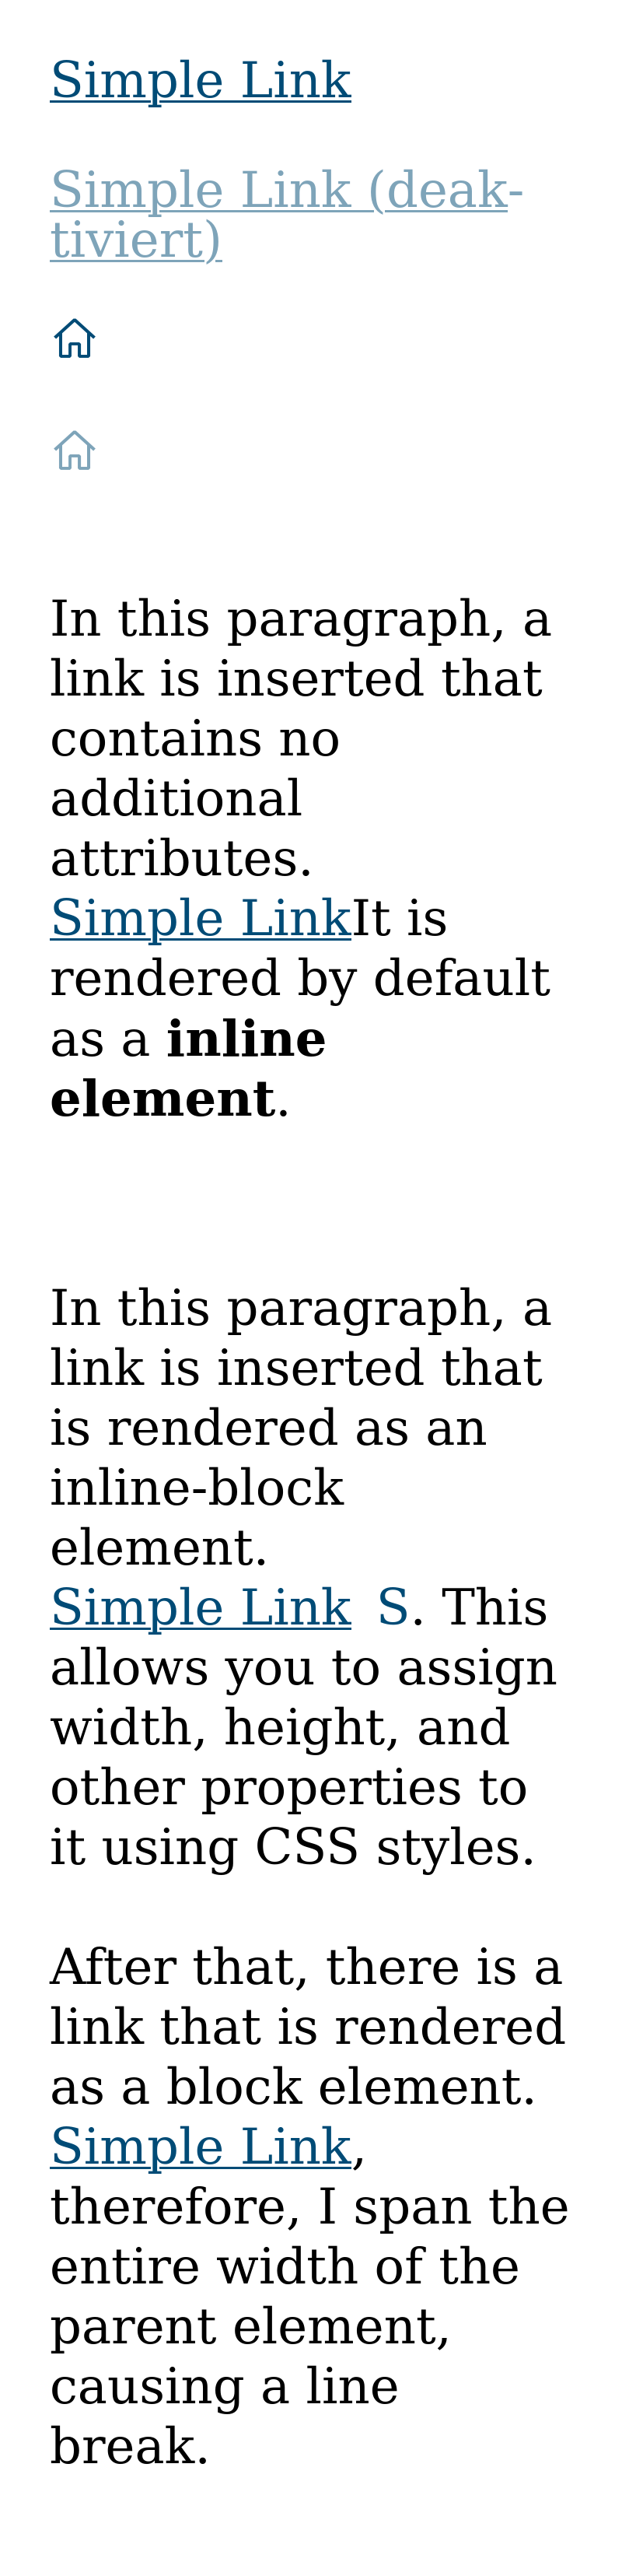 Simple Link
Simple Link (deak-
tiviert)
In this paragraph, a
link is inserted that
contains no
additional
attributes.
Simple LinkIt is
rendered by default
as a inline
element.
In this paragraph, a
link is inserted that
is rendered as an
inline-block
element.
Simple Link S. This
allows you to assign
width, height, and
other properties to
it using CSS styles.
After that, there is a
link that is rendered
as a block element.
Simple Link,
therefore, I span the
entire width of the
parent element,
causing a line
break.